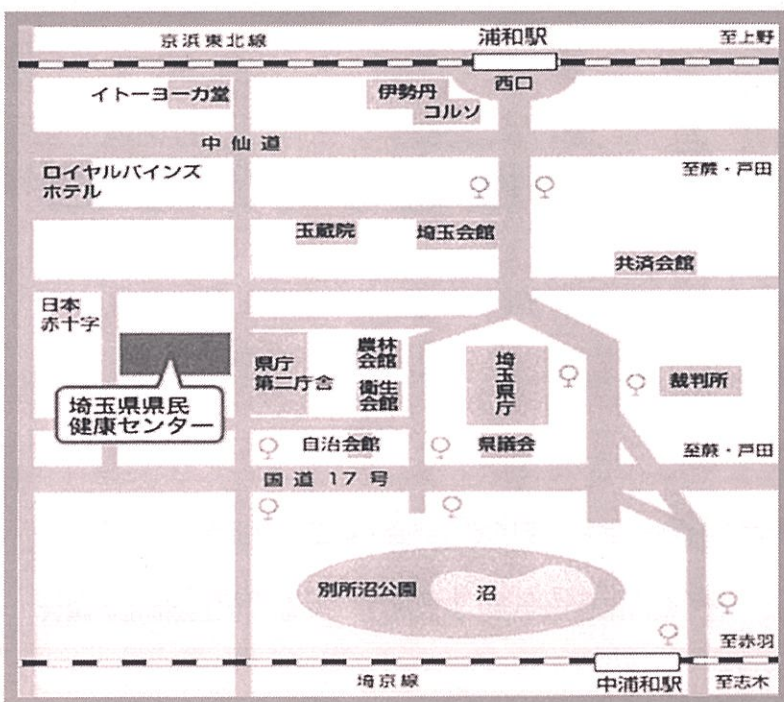 京浜東北線
浦和駅
至上野
西口
イトーヨーカ堂
伊勢丹
コルソ
中仙道
ロイヤルパインズ
ホテル
至蕨・戸田
玉蔵院
埼玉会館
共済会館
日本
赤十字
県庁
第二庁舎
農林
会館
衛生
会館
埼玉県庁
裁判所
埼玉県県民
健康センター
自治会館
県議会
至蕨・戸田
国道17号
別所沼公園
沼
至赤羽
埼京線
中浦和駅
至志木